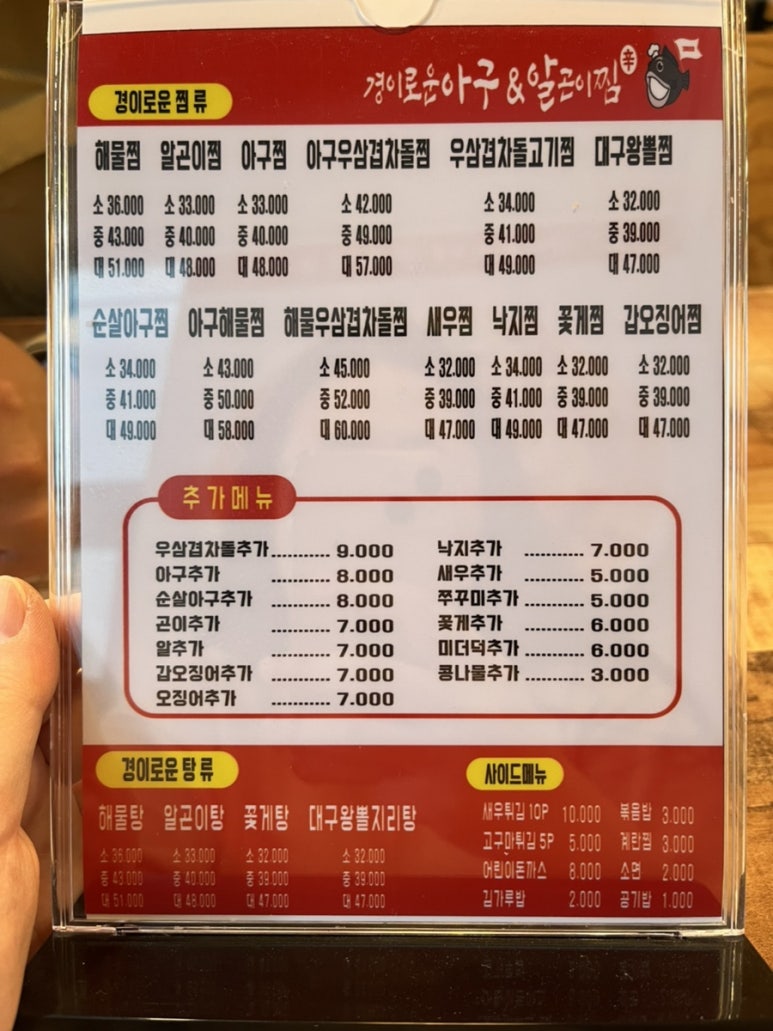 경이로운아구&알곤이찜 辛
경이로운 찜 류
해물찜 알곤이찜 아구찜 아구우삼겹차돌찜 우삼겹차돌고기찜 대구왕뽈찜
소 36.000 소 33.000 소 33.000 소 42.000 소 34.000 소 32.000
중 43.000 중 40.000 중 40.000 중 49.000 중 41.000 중 39.000
대 51.000 대 48.000 대 48.000 대 57.000 대 49.000 대 47.000
순살아구찜 아구해물찜 해물우삼겹차돌찜 새우찜 낙지찜 꽃게찜 갑오징어찜
소 34.000 소 43.000 소 45.000 소 32.000 소 34.000 소 32.000 소 32.000
중 41.000 중 50.000 중 52.000 중 39.000 중 41.000 중 39.000 중 39.000
대 49.000 대 58.000 대 60.000 대 47.000 대 49.000 대 47.000 대 47.000
추가메뉴
우삼겹차돌추가 ........... 9.000 낙지추가 ........... 7.000
아구추가 ........... 8.000 새우추가 ........... 5.000
순살아구추가 ........... 8.000 쭈꾸미추가 ........... 5.000
곤이추가 ........... 7.000 꽃게추가 ........... 6.000
알추가 ........... 7.000 미더덕추가 ........... 6.000
갑오징어추가 ........... 7.000 콩나물추가 ........... 3.000
오징어추가 ........... 7.000
경이로운 탕 류
해물탕 알곤이탕 꽃게탕 대구왕뽈지리탕
소 36.000 소 33.000 소 32.000 소 32.000
중 43.000 중 40.000 중 39.000 중 39.000
대 51.000 대 48.000 대 47.000 대 47.000
사이드메뉴
새우튀김 10P 10.000 볶음밥 3.000
고구마튀김 5P 5.000 계란찜 3.000
어린이돈까스 8.000 소면 2.000
김가루밥 2.000 공기밥 1.000